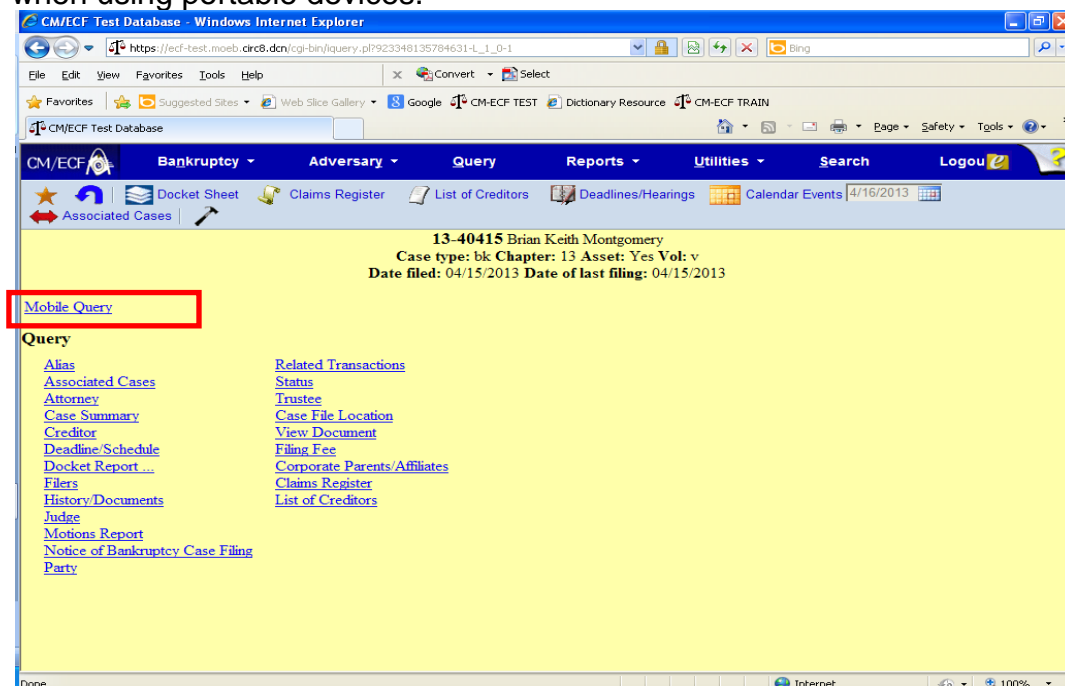 when using portable devices.
CM/ECF Test Database - Windows Internet Explorer
https://ecf-test.moeb.circ8.dcn/cgi-bin/iquery.pl?923348135784631-L_1_0-1 Bing
File Edit View Favorites Tools Help x Convert Select
Favorites Suggested Sites Web Slice Gallery Google CM-ECF TEST Dictionary Resource CM-ECF TRAIN
CM/ECF Test Database Page Safety Tools
CM/ECF Bankruptcy Adversary Query Reports Utilities Search Logou ?
Docket Sheet Claims Register List of Creditors Deadlines/Hearings Calendar Events 4/16/2013
Associated Cases
13-40415 Brian Keith Montgomery
Case type: bk Chapter: 13 Asset: Yes Vol: v
Date filed: 04/15/2013 Date of last filing: 04/15/2013
Mobile Query
Query
Alias Related Transactions
Associated Cases Status
Attorney Trustee
Case Summary Case File Location
Creditor View Document
Deadline/Schedule Filing Fee
Docket Report ... Corporate Parents/Affiliates
Filers Claims Register
History/Documents List of Creditors
Judge
Motions Report
Notice of Bankruptcy Case Filing
Party
Done Internet 100%